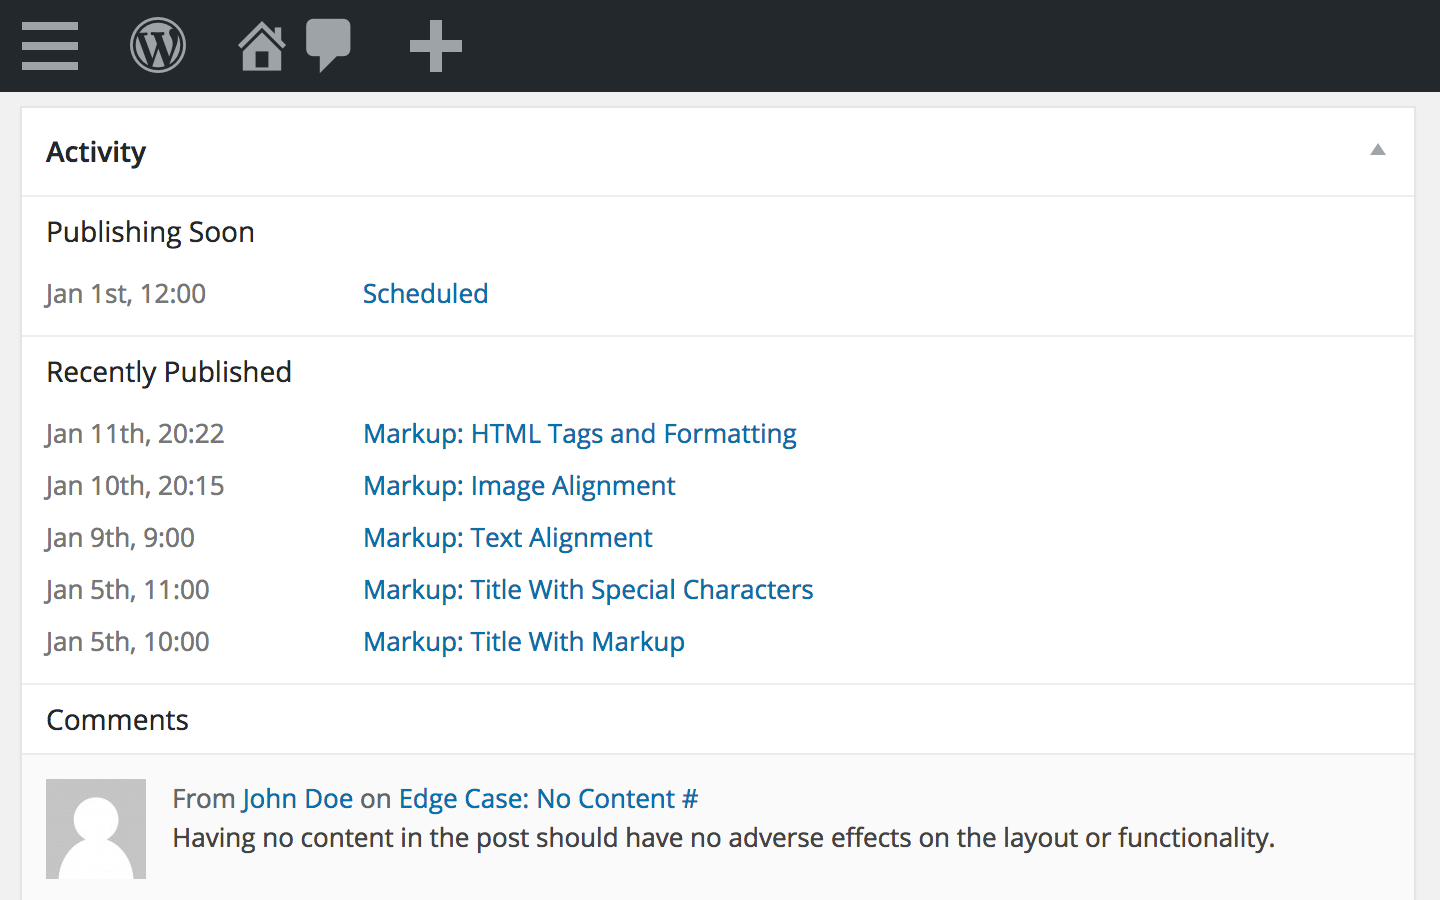 Activity
Publishing Soon
Jan 1st, 12:00 Scheduled
Recently Published
Jan 11th, 20:22 Markup: HTML Tags and Formatting
Jan 10th, 20:15 Markup: Image Alignment
Jan 9th, 9:00 Markup: Text Alignment
Jan 5th, 11:00 Markup: Title With Special Characters
Jan 5th, 10:00 Markup: Title With Markup
Comments
From John Doe on Edge Case: No Content #
Having no content in the post should have no adverse effects on the layout or functionality.